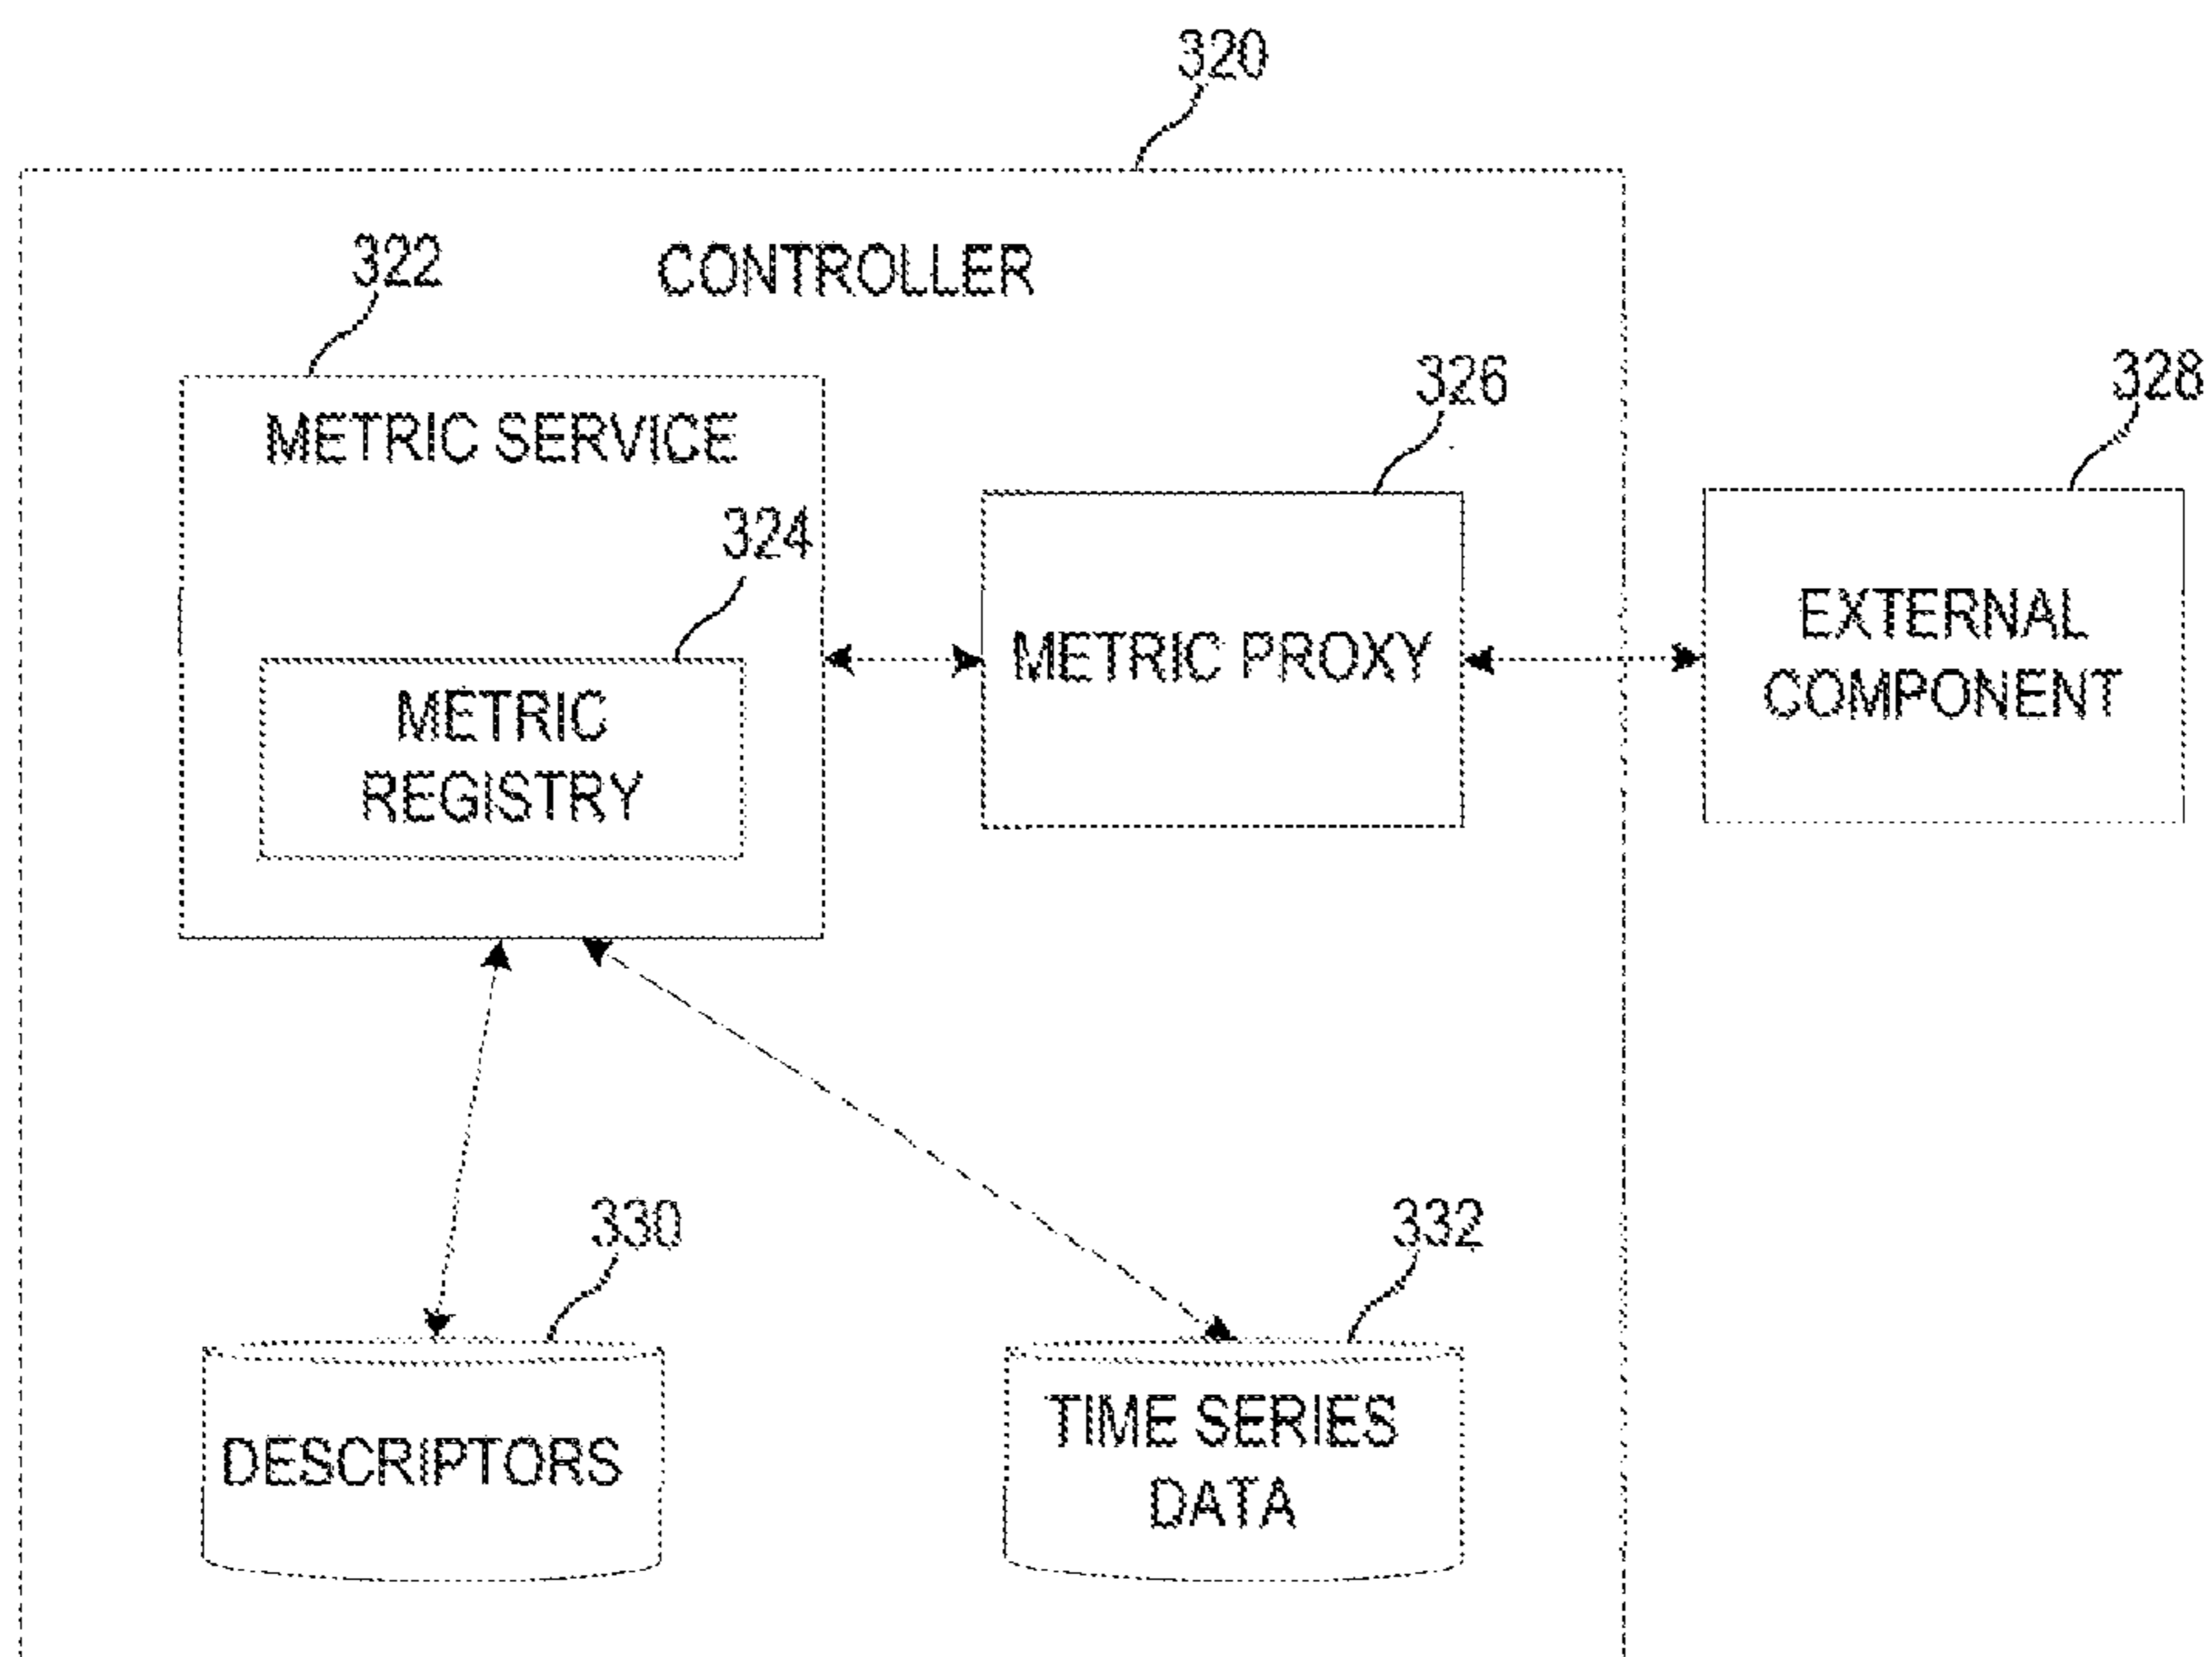 320
322
CONTROLLER
326
328
METRIC SERVICE
324
EXTERNAL
COMPONENT
METRIC PROXY
METRIC
REGISTRY
330
332
DESCRIPTORS
TIME SERIES
DATA